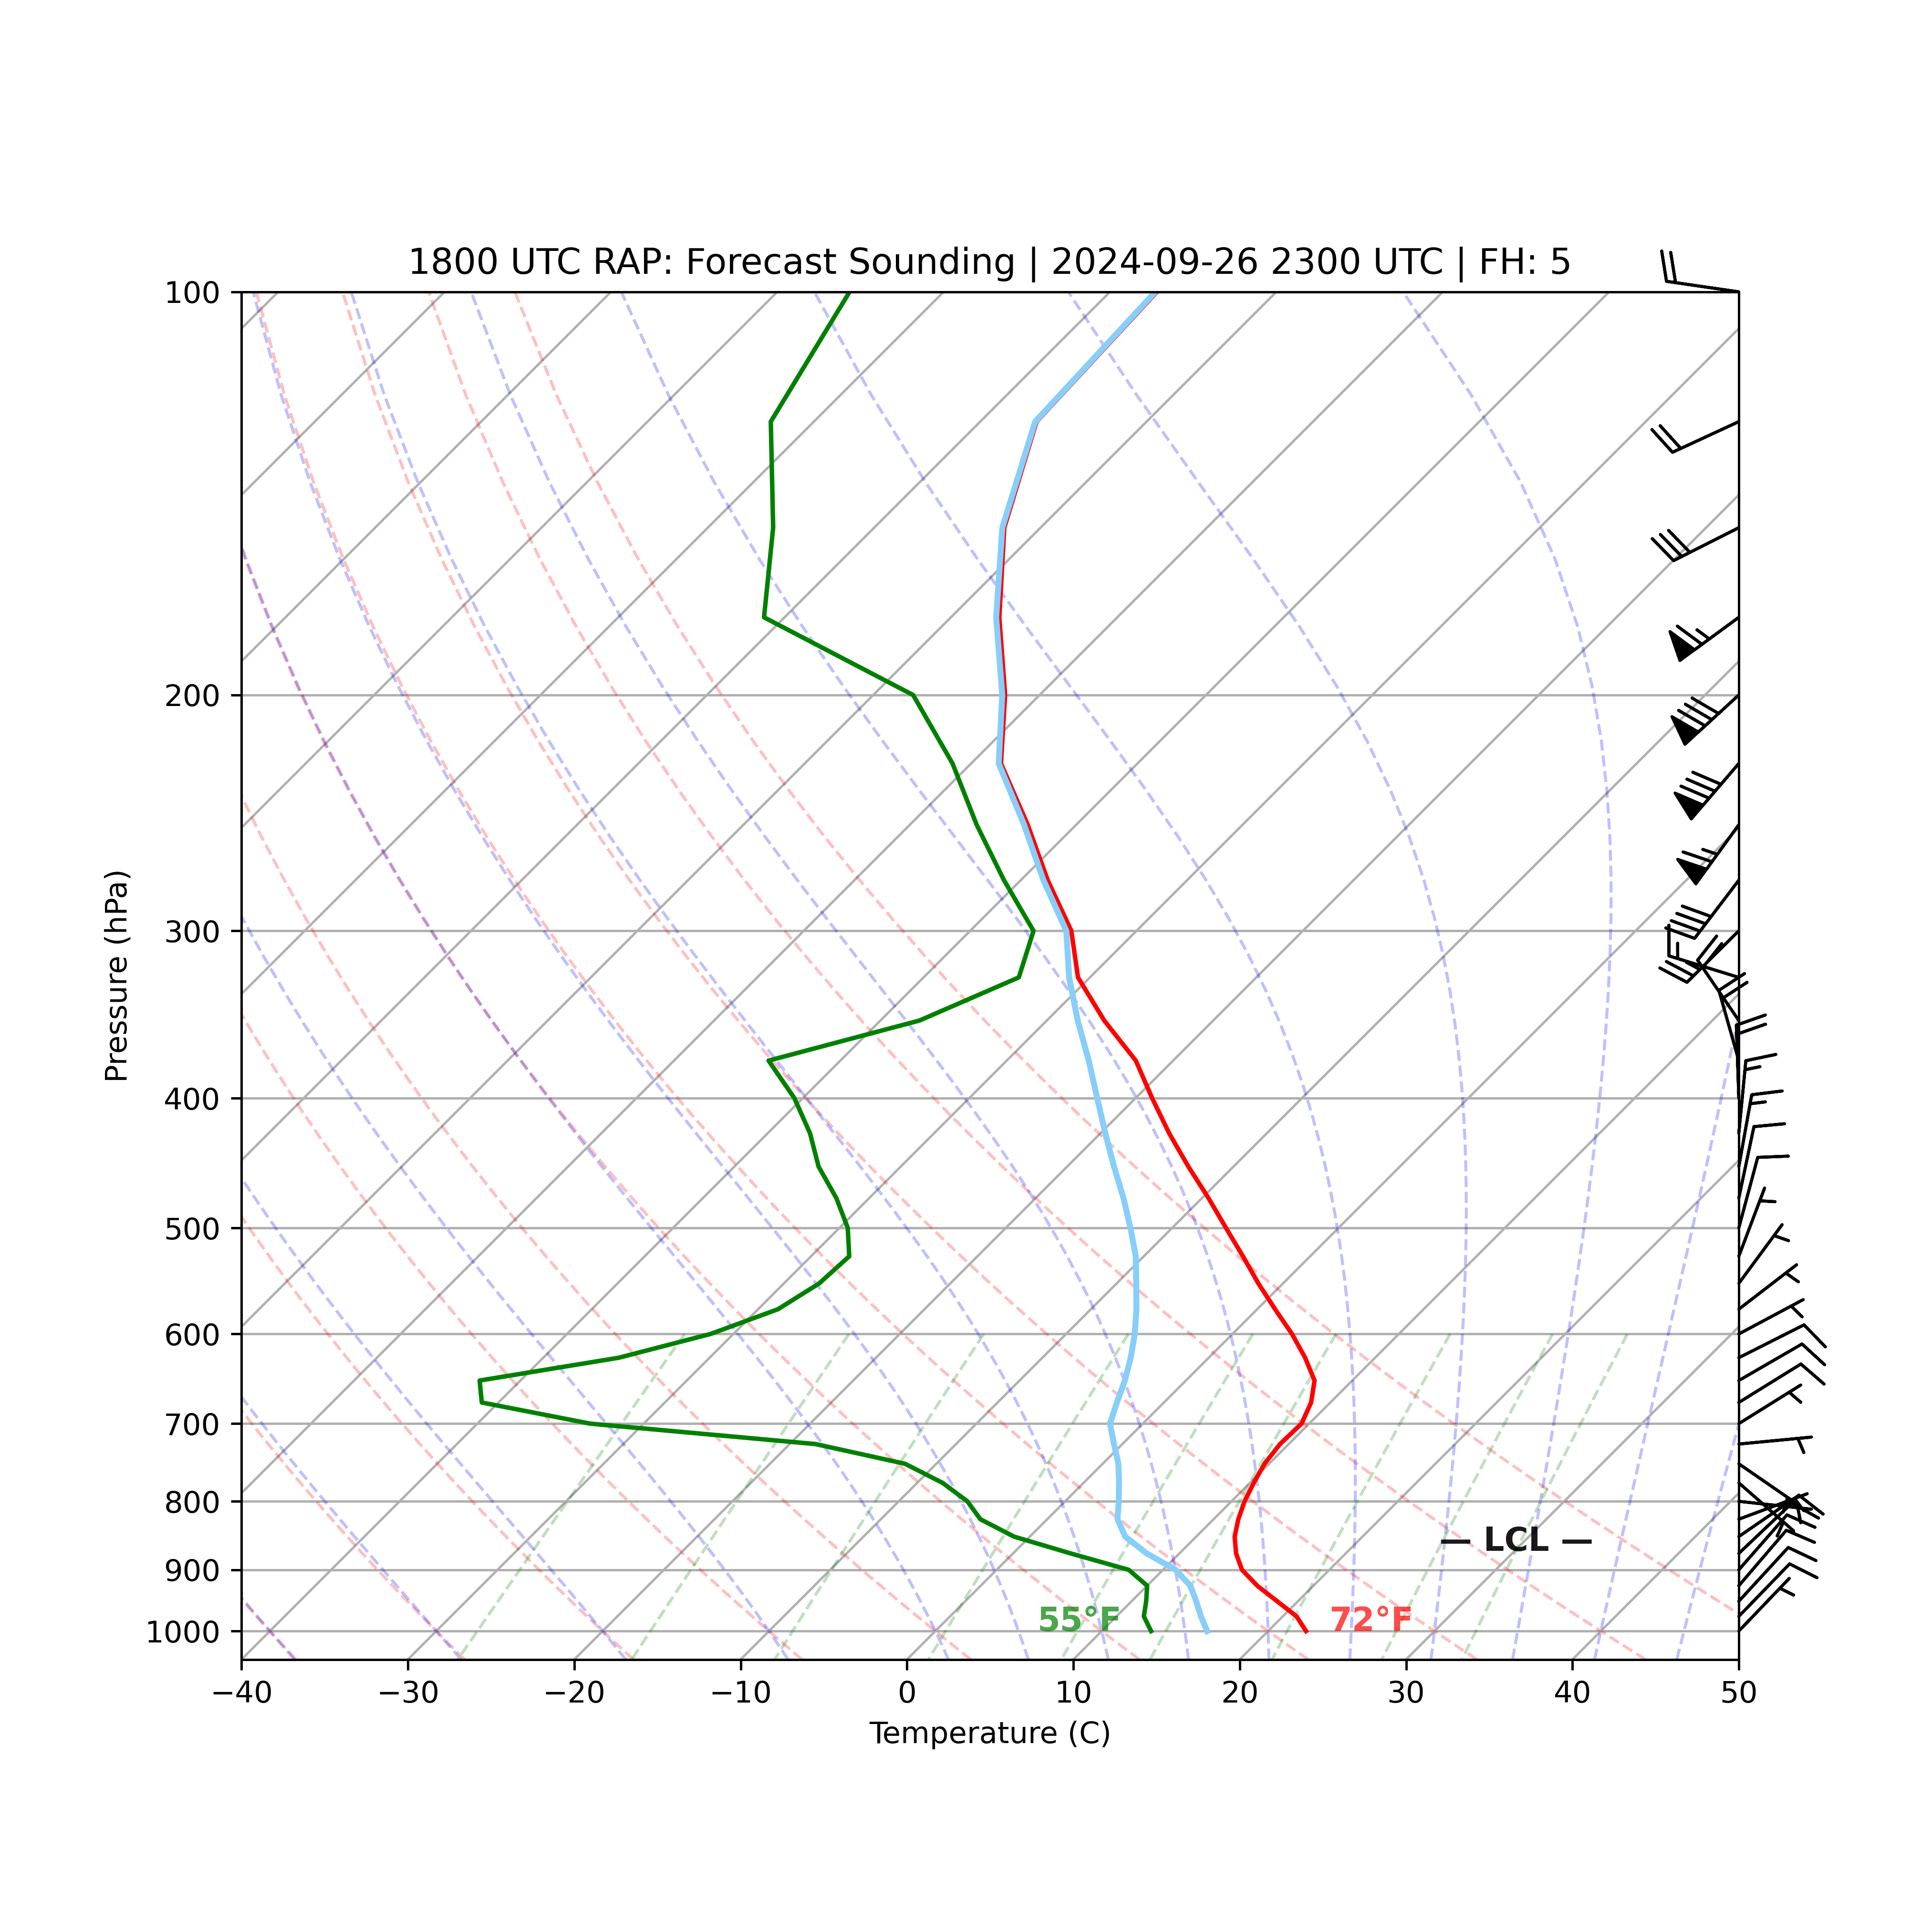 1800 UTC RAP: Forecast Sounding | 2024-09-26 2300 UTC | FH: 5
100
200
300
400
500
600
700
800
900
1000
Pressure (hPa)
— LCL —
55°F
72°F
−40 −30 −20 −10 0 10 20 30 40 50
Temperature (C)